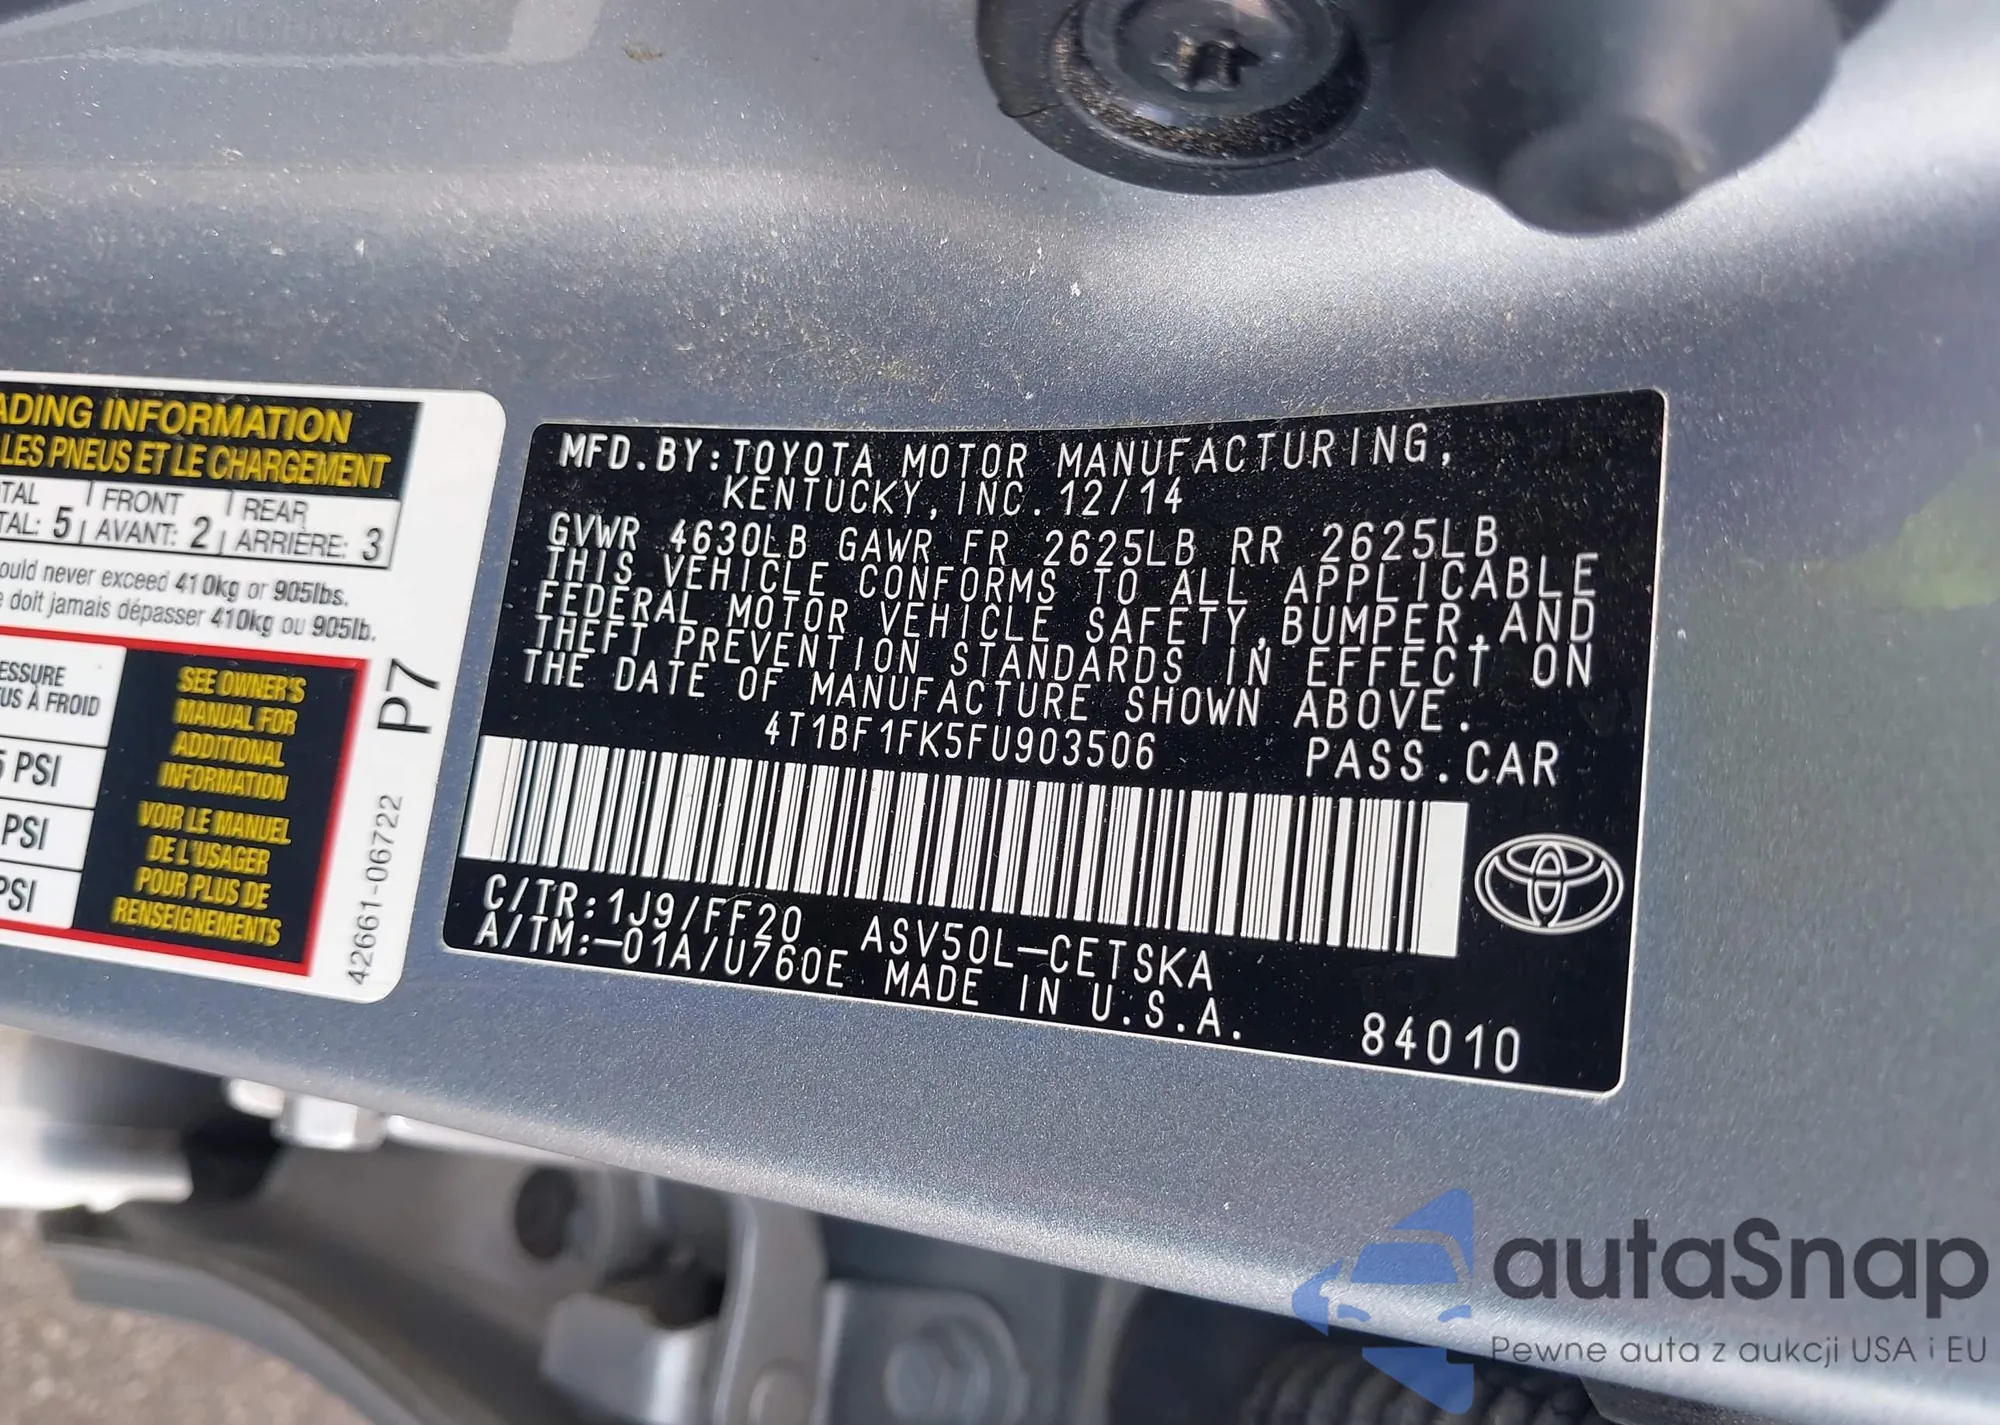 ADING INFORMATION
LES PNEUS ET LE CHARGEMENT
TAL FRONT REAR
TAL: 5 AVANT: 2 ARRIÈRE: 3
ould never exceed 410kg or 905lbs.
e doit jamais dépasser 410kg ou 905lb.
ESSURE
US À FROID
5 PSI
PSI
PSI
SEE OWNER'S
MANUAL FOR
ADDITIONAL
INFORMATION
VOIR LE MANUEL
DE L'USAGER
POUR PLUS DE
RENSEIGNEMENTS
P7
42661-06722
MFD.BY:TOYOTA MOTOR MANUFACTURING,
KENTUCKY, INC. 12/14
GVWR 4630LB GAWR FR 2625LB RR 2625LB
THIS VEHICLE CONFORMS TO ALL APPLICABLE
FEDERAL MOTOR VEHICLE SAFETY,BUMPER,AND
THEFT PREVENTION STANDARDS IN EFFECT ON
THE DATE OF MANUFACTURE SHOWN ABOVE.
4T1BF1FK5FU903506 PASS.CAR
C/TR:1J9/FF20 ASV50L-CETSKA
A/TM:-01A/U760E MADE IN U.S.A.
84010
autaSnap
Pewne auta z aukcji USA i EU